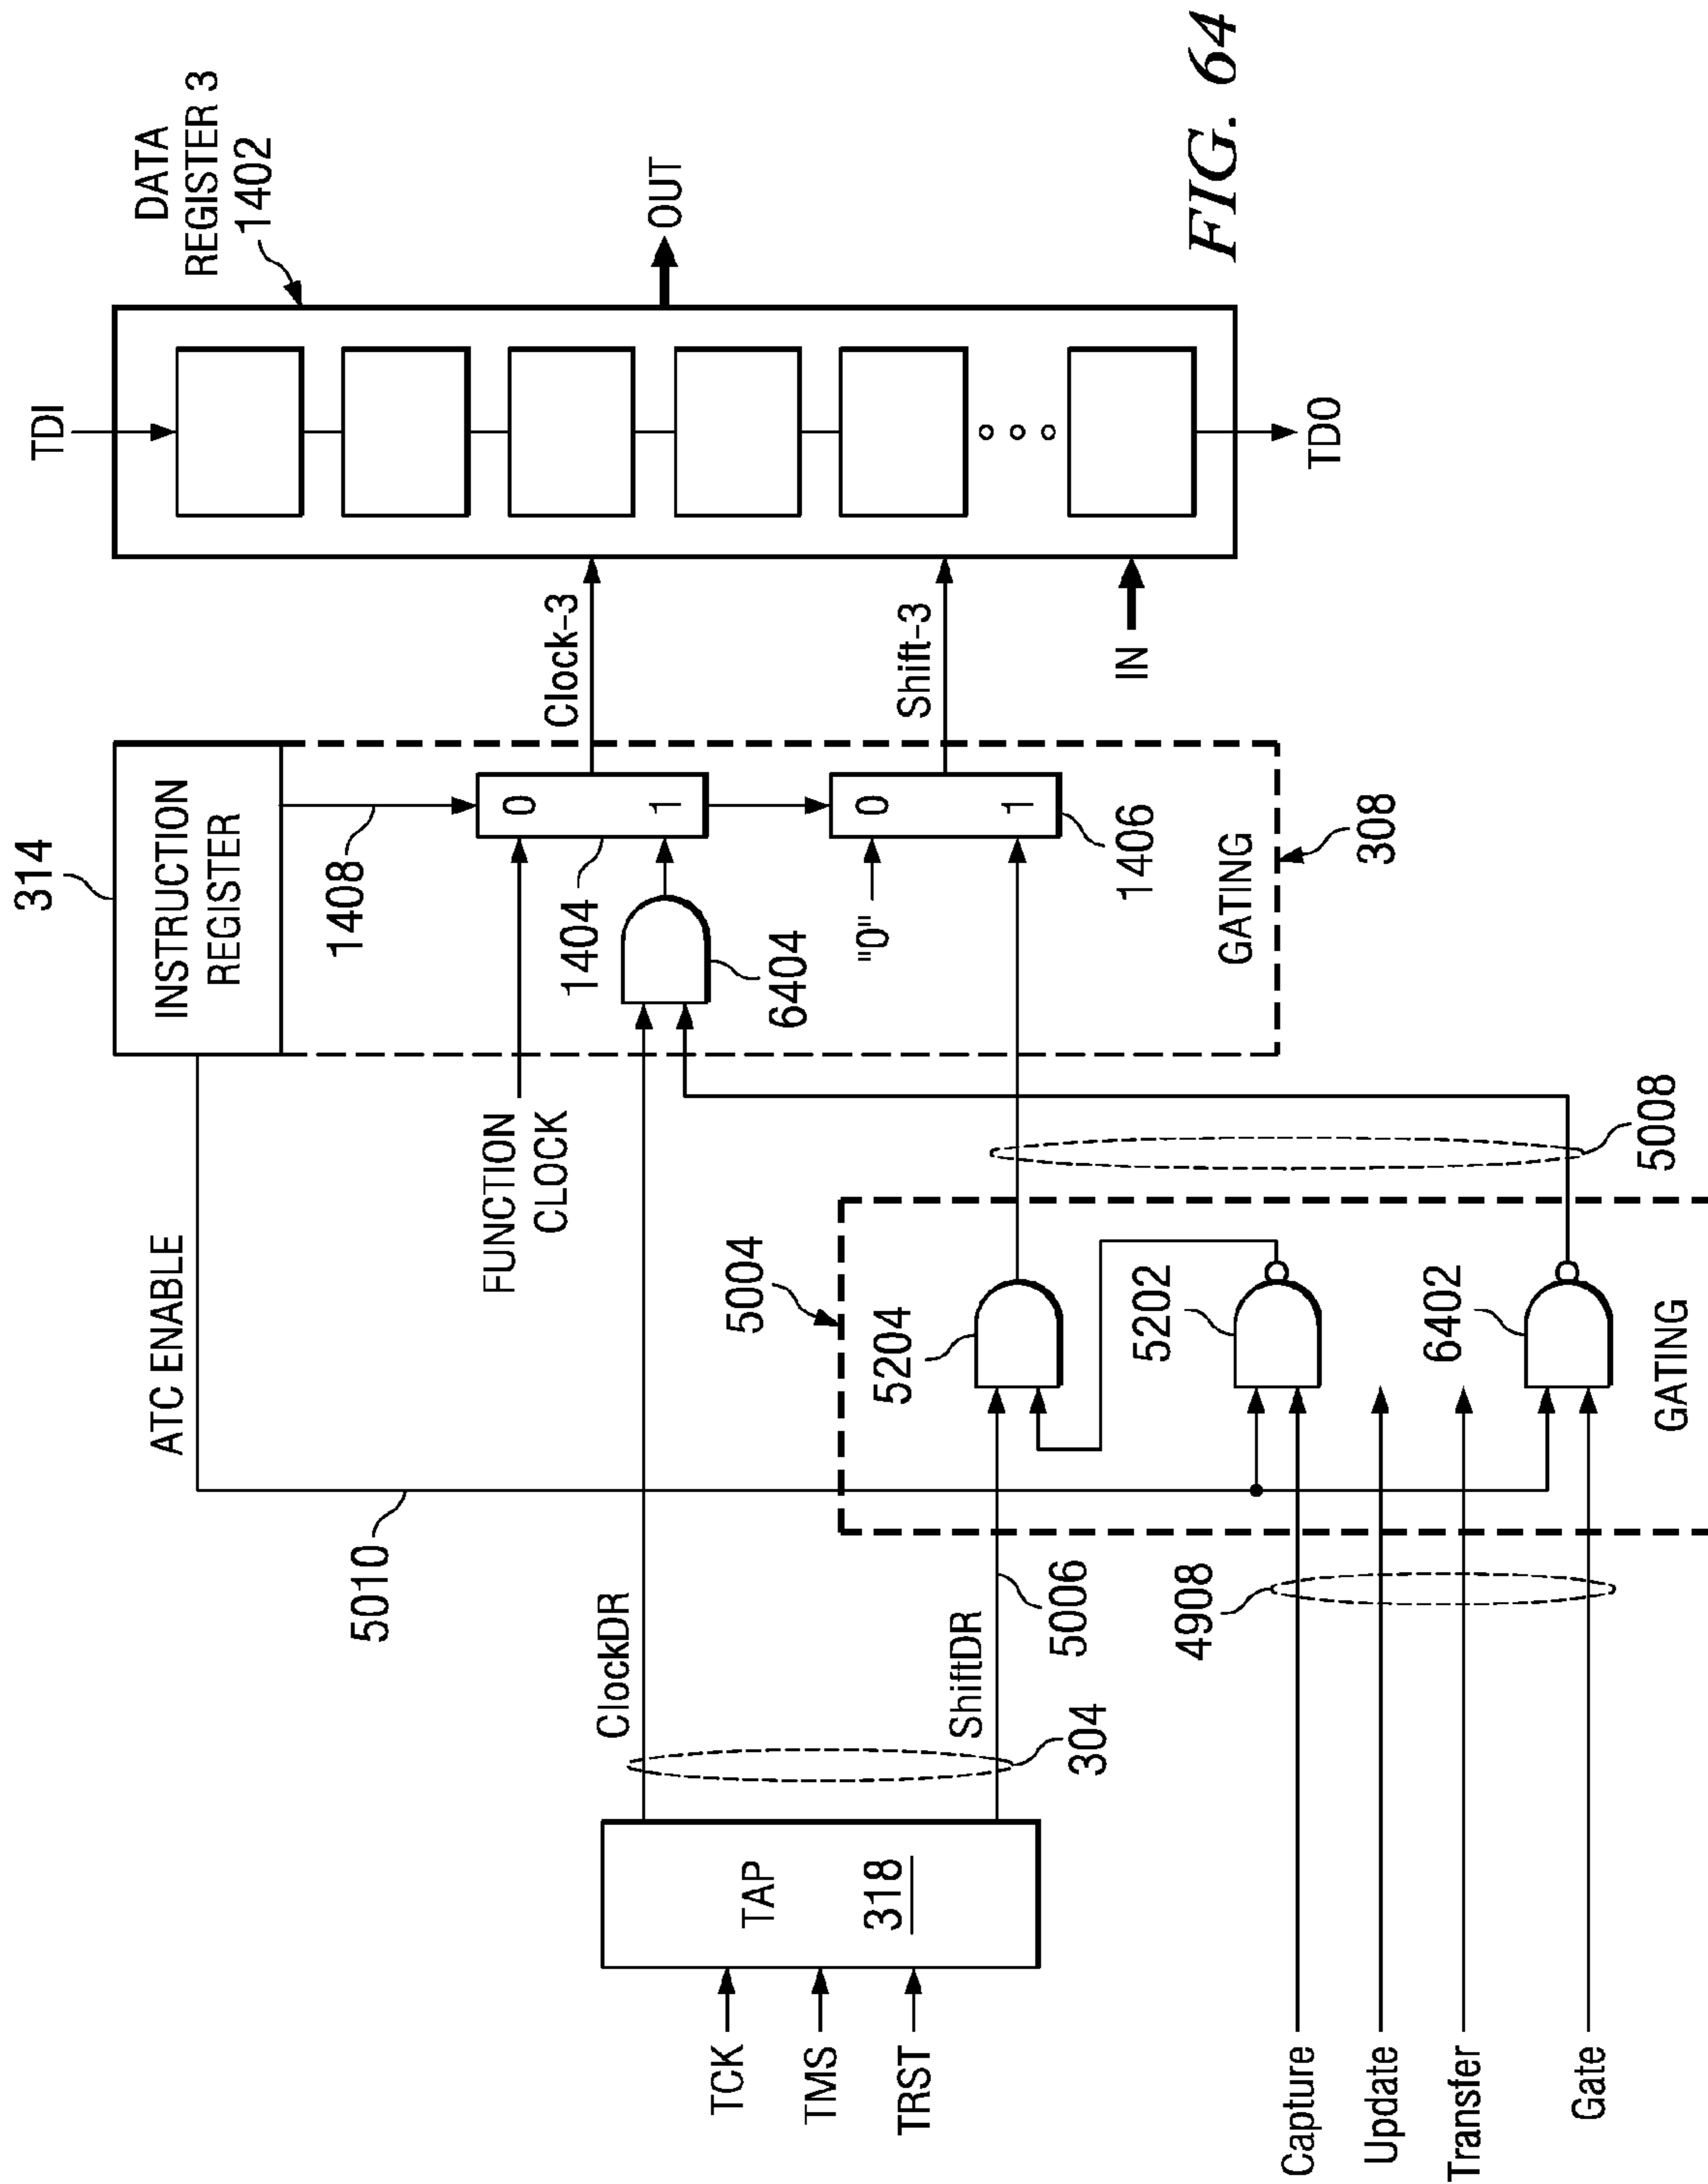 TCK
TMS
TRST
TAP
318
ClockDR
ShiftDR
304
5006
5010
ATC ENABLE
314
INSTRUCTION
REGISTER
1408
FUNCTION
CLOCK
0
1
1404
6404
"0"
0
1
1406
GATING
308
Clock-3
Shift-3
IN
TDI
TDO
OUT
DATA
REGISTER 3
1402
5004
5204
5202
6402
GATING
5008
4908
Capture
Update
Transfer
Gate
FIG. 64